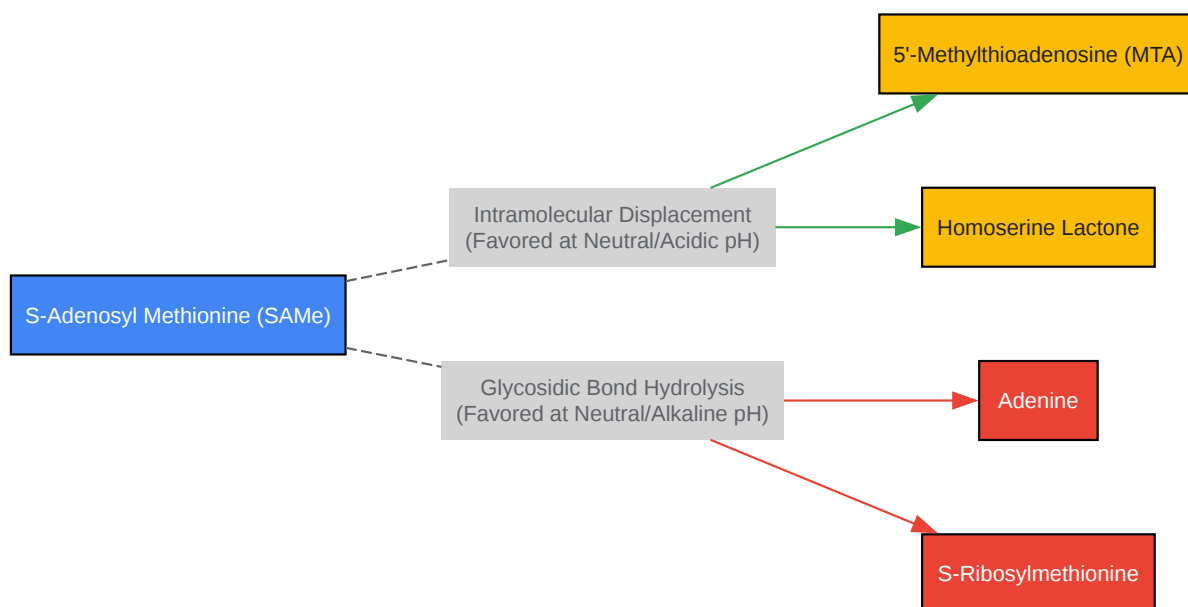 5'-Methylthioadenosine (MTA)
Intramolecular Displacement
(Favored at Neutral/Acidic pH)
Homoserine Lactone
S-Adenosyl Methionine (SAMe)
Glycosidic Bond Hydrolysis
(Favored at Neutral/Alkaline pH)
Adenine
S-Ribosylmethionine